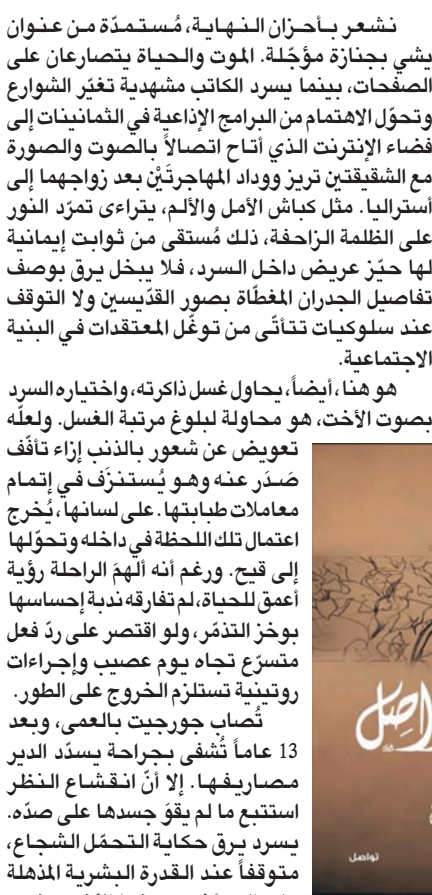 نشعر بأحزان النهاية، مُستمدّة من عنوان
يشي بجنازة مؤجّلة. الموت والحياة يتصارعان على
الصفحات، بينما يسرد الكاتب مشهدية تغيّر الشوارع
وتحوّل الاهتمام من البرامج الإذاعية في الثمانينات إلى
فضاء الإنترنت الذي أتاح اتصالاً بالصوت والصورة
مع الشقيقتين تريز ووداد المهاجرتَيْن بعد زواجهما إلى
أستراليا. مثل كباش الأمل والألم، يتراءى تمرّد النور
على الظلمة الزاحفة، ذلك مُستقى من ثوابت إيمانية
لها حيّز عريض داخل السرد، فلا يبخل يرق بوصف
تفاصيل الجدران المغطّاة بصور القدّيسين ولا التوقف
عند سلوكيات تتأتّى من توغّل المعتقدات في البنية
الاجتماعية.
هو هنا، أيضاً، يحاول غسل ذاكرته، واختياره السرد
بصوت الأخت، هو محاولة لبلوغ مرتبة الغسل. ولعلّه
تعويض عن شعور بالذنب إزاء تأفّف
صَدَر عنه وهو يُستنزَف في إتمام
معاملات طبابتها. على لسانها، يُخرج
اعتمال تلك اللحظة في داخله وتحوّلها
إلى قيح. ورغم أنه ألهمَ الراحلة رؤية
أعمق للحياة، لم تفارقه ندبة إحساسها
بوخز التذمّر، ولو اقتصر على ردّ فعل
متسرّع تجاه يوم عصيب وإجراءات
روتينية تستلزم الخروج على الطور.
تُصاب جورجيت بالعمى، وبعد
13 عاماً تُشفى بجراحة يسدّد الدير
مصاريفها. إلا أنّ انقشاع النظر
استتبع ما لم يقوَ جسدها على صدّه.
يسرد يرق حكاية التحمّل الشجاع،
متوقفاً عند القدرة البشرية المذهلة
تواصل